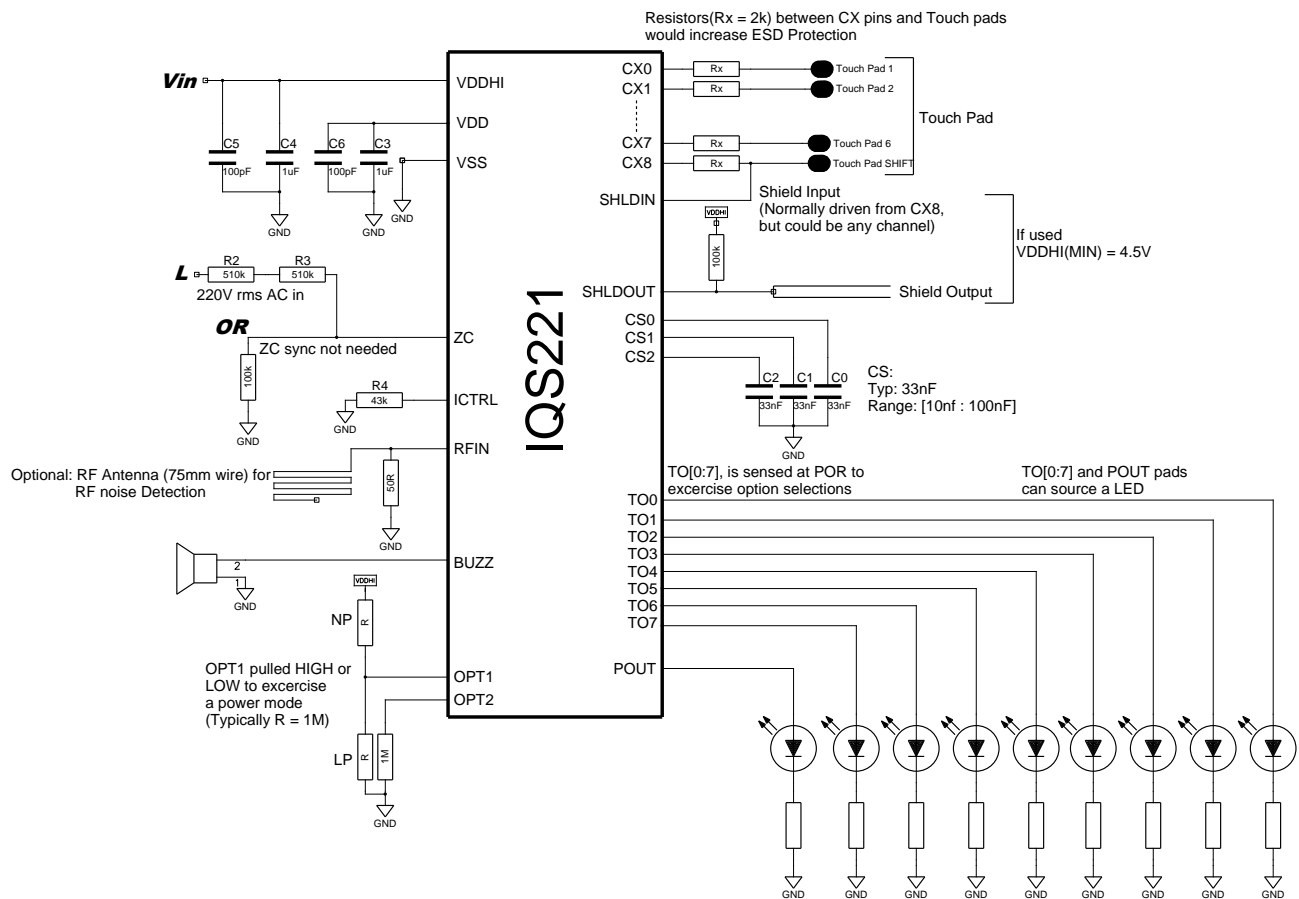 Resistors(Rx = 2k) between CX pins and Touch pads
would increase ESD Protection
Vin
VDDHI
VDD
VSS
C5
100pF
C4
1uF
C6
100pF
C3
1uF
GND
GND
GND
L
R2
510k
R3
510k
220V rms AC in
OR
ZC sync not needed
100k
GND
ZC
R4
43k
GND
ICTRL
RFIN
Optional: RF Antenna (75mm wire) for
RF noise Detection
50R
GND
BUZZ
2
1
GND
VDDHI
NP
R
OPT1 pulled HIGH or
LOW to excercise
a power mode
(Typically R = 1M)
OPT1
OPT2
LP
R
1M
GND
IQS221
CX0
Rx
Touch Pad 1
CX1
Rx
Touch Pad 2
CX7
Rx
Touch Pad 6
CX8
Rx
Touch Pad SHIFT
Touch Pad
SHLDIN
Shield Input
(Normally driven from CX8,
but could be any channel)
VDDHI
100k
If used
VDDHI(MIN) = 4.5V
SHLDOUT
Shield Output
CS0
CS1
CS2
C2
33nF
C1
33nF
C0
33nF
GND
CS:
Typ: 33nF
Range: [10nf : 100nF]
TO[0:7], is sensed at POR to
excercise option selections
TO[0:7] and POUT pads
can source a LED
TO0
TO1
TO2
TO3
TO4
TO5
TO6
TO7
POUT
GND
GND
GND
GND
GND
GND
GND
GND
GND